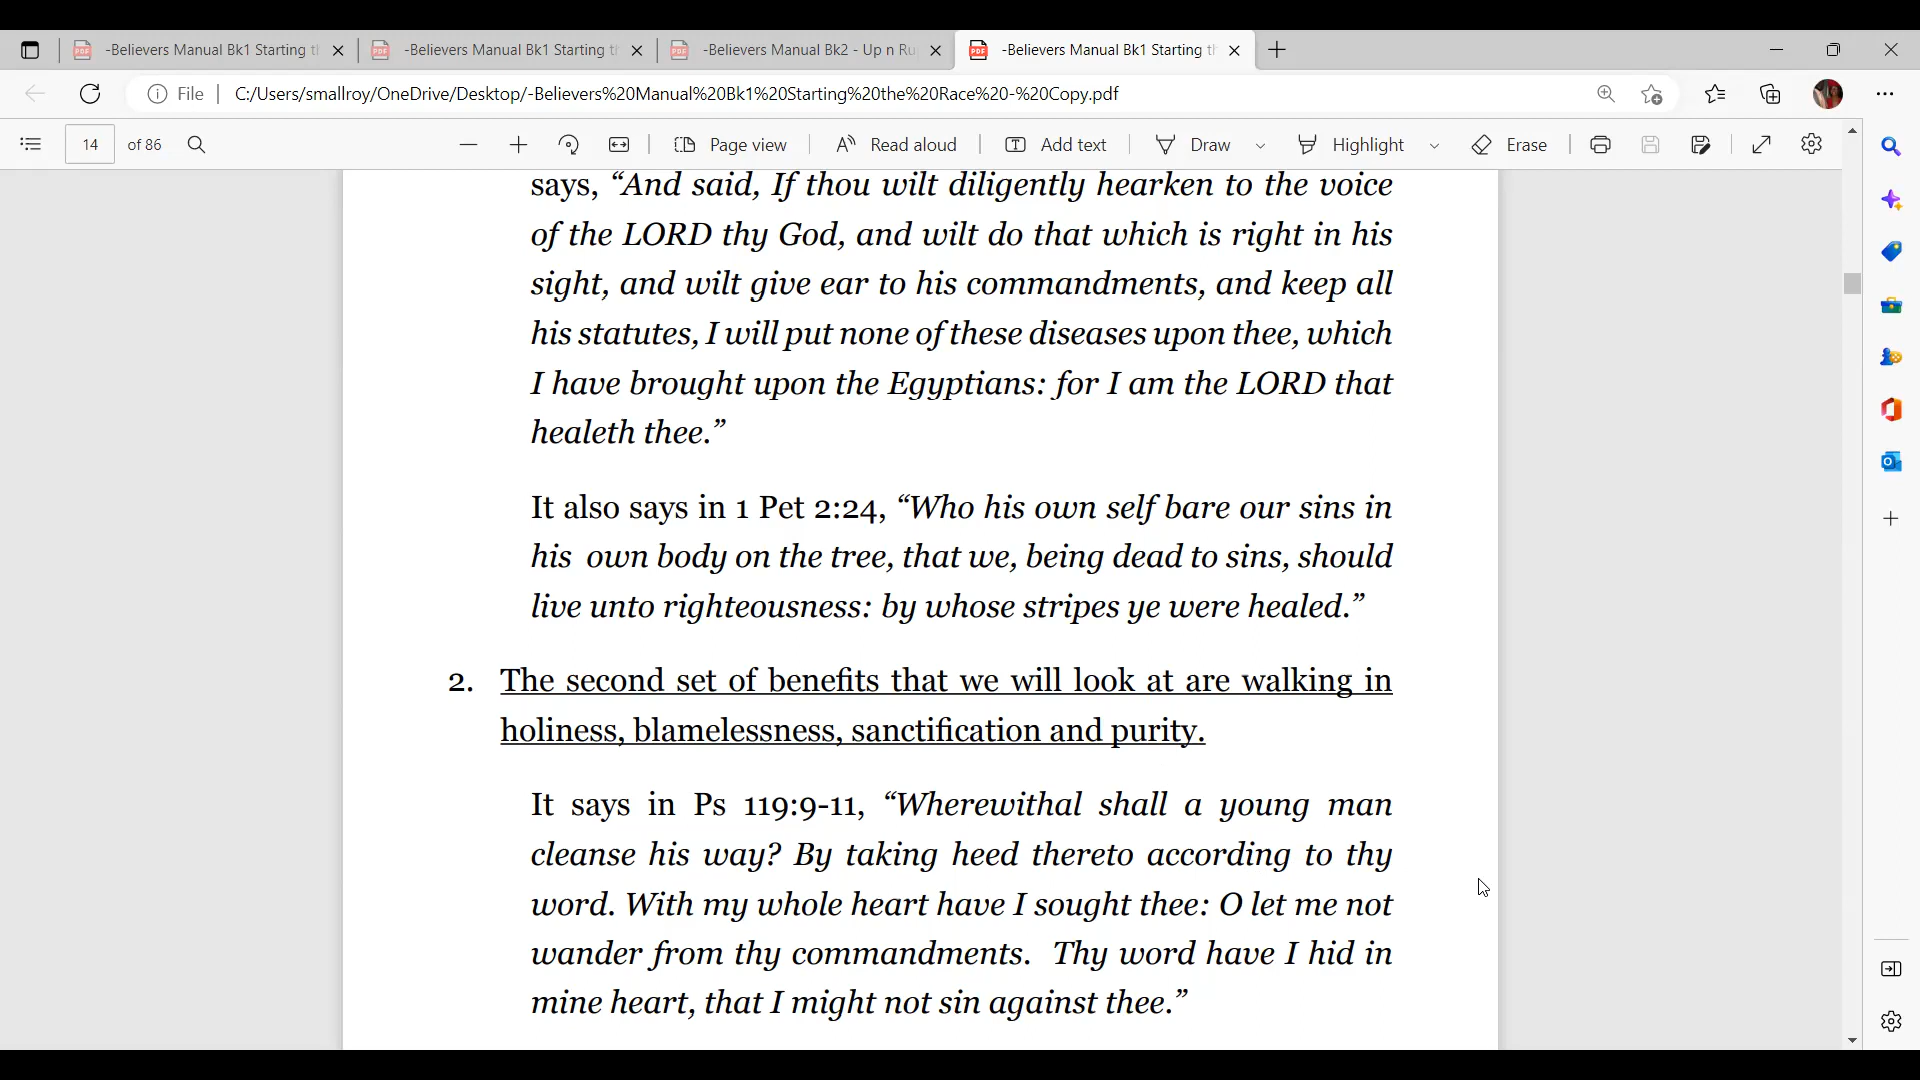 -Believers Manual Bk1 Starting th
-Believers Manual Bk1 Starting th
-Believers Manual Bk2 - Up n Ru
-Believers Manual Bk1 Starting th
File
C:/Users/smallroy/OneDrive/Desktop/-Believers%20Manual%20Bk1%20Starting%20the%20Race%20-%20Copy.pdf
14 of 86
Page view
Read aloud
Add text
Draw
Highlight
Erase
says, “And said, If thou wilt diligently hearken to the voice
of the LORD thy God, and wilt do that which is right in his
sight, and wilt give ear to his commandments, and keep all
his statutes, I will put none of these diseases upon thee, which
I have brought upon the Egyptians: for I am the LORD that
healeth thee.”
It also says in 1 Pet 2:24, “Who his own self bare our sins in
his own body on the tree, that we, being dead to sins, should
live unto righteousness: by whose stripes ye were healed.”
2. The second set of benefits that we will look at are walking in
holiness, blamelessness, sanctification and purity.
It says in Ps 119:9-11, “Wherewithal shall a young man
cleanse his way? By taking heed thereto according to thy
word. With my whole heart have I sought thee: O let me not
wander from thy commandments. Thy word have I hid in
mine heart, that I might not sin against thee.”